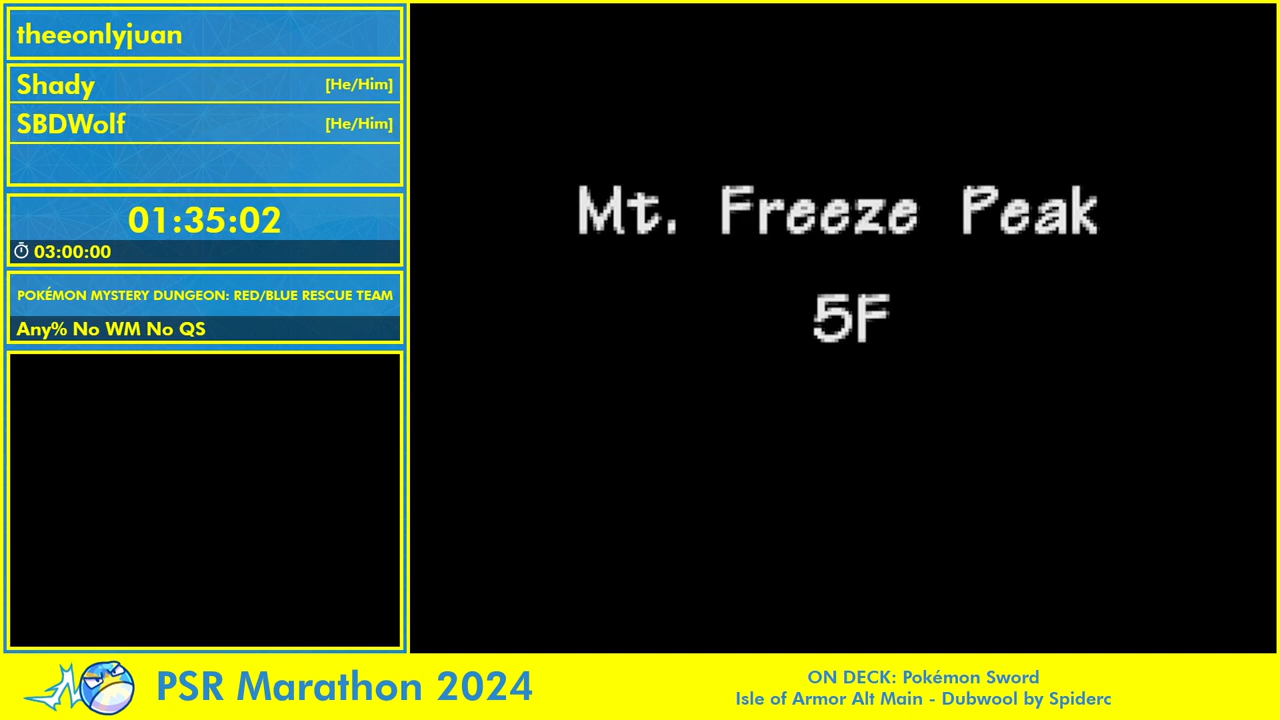 theeonlyjuan
Shady [He/Him]
SBDWolf [He/Him]
01:35:02
03:00:00
POKÉMON MYSTERY DUNGEON: RED/BLUE RESCUE TEAM
Any% No WM No QS
Mt. Freeze Peak
5F
PSR Marathon 2024
ON DECK: Pokémon Sword
Isle of Armor Alt Main - Dubwool by Spiderc